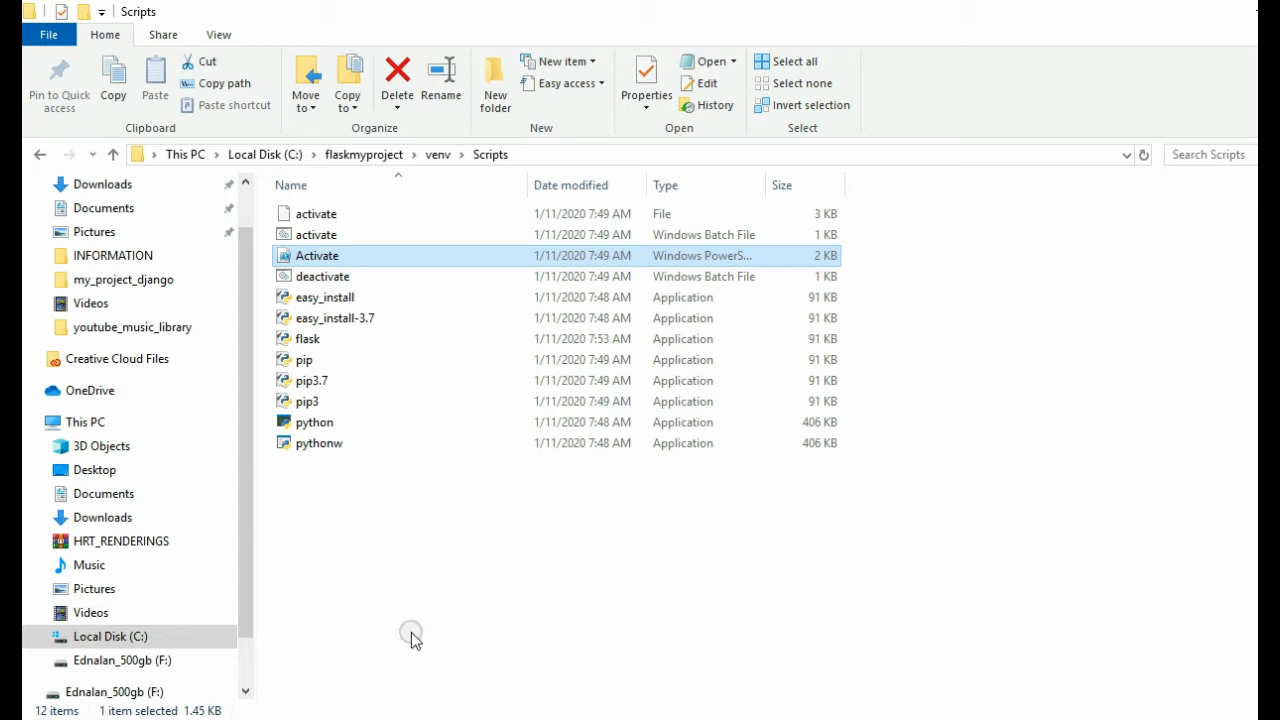 Scripts
File Home Share View
Pin to Quick access
Copy
Paste
Cut
Copy path
Paste shortcut
Clipboard
Move to
Copy to
Delete
Rename
Organize
New folder
New item
Easy access
New
Properties
Open
Edit
History
Open
Select all
Select none
Invert selection
Select
This PC > Local Disk (C:) > flaskmyproject > venv > Scripts
Search Scripts
Downloads
Documents
Pictures
INFORMATION
my_project_django
Videos
youtube_music_library
Creative Cloud Files
OneDrive
This PC
3D Objects
Desktop
Documents
Downloads
HRT_RENDERINGS
Music
Pictures
Videos
Local Disk (C:)
Ednalan_500gb (F:)
Ednalan_500gb (F:)
Name Date modified Type Size
activate 1/11/2020 7:49 AM File 3 KB
activate 1/11/2020 7:49 AM Windows Batch File 1 KB
Activate 1/11/2020 7:49 AM Windows PowerS... 2 KB
deactivate 1/11/2020 7:49 AM Windows Batch File 1 KB
easy_install 1/11/2020 7:48 AM Application 91 KB
easy_install-3.7 1/11/2020 7:48 AM Application 91 KB
flask 1/11/2020 7:53 AM Application 91 KB
pip 1/11/2020 7:49 AM Application 91 KB
pip3.7 1/11/2020 7:49 AM Application 91 KB
pip3 1/11/2020 7:49 AM Application 91 KB
python 1/11/2020 7:48 AM Application 406 KB
pythonw 1/11/2020 7:48 AM Application 406 KB
12 items 1 item selected 1.45 KB